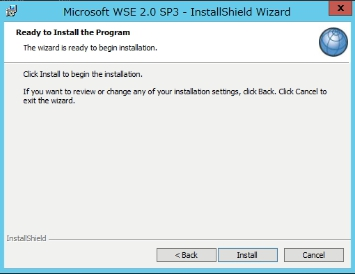 Microsoft WSE 2.0 SP3 - InstallShield Wizard
x
Ready to Install the Program
The wizard is ready to begin installation.
Click Install to begin the installation.
If you want to review or change any of your installation settings, click Back. Click Cancel to
exit the wizard.
InstallShield
< Back
Install
Cancel